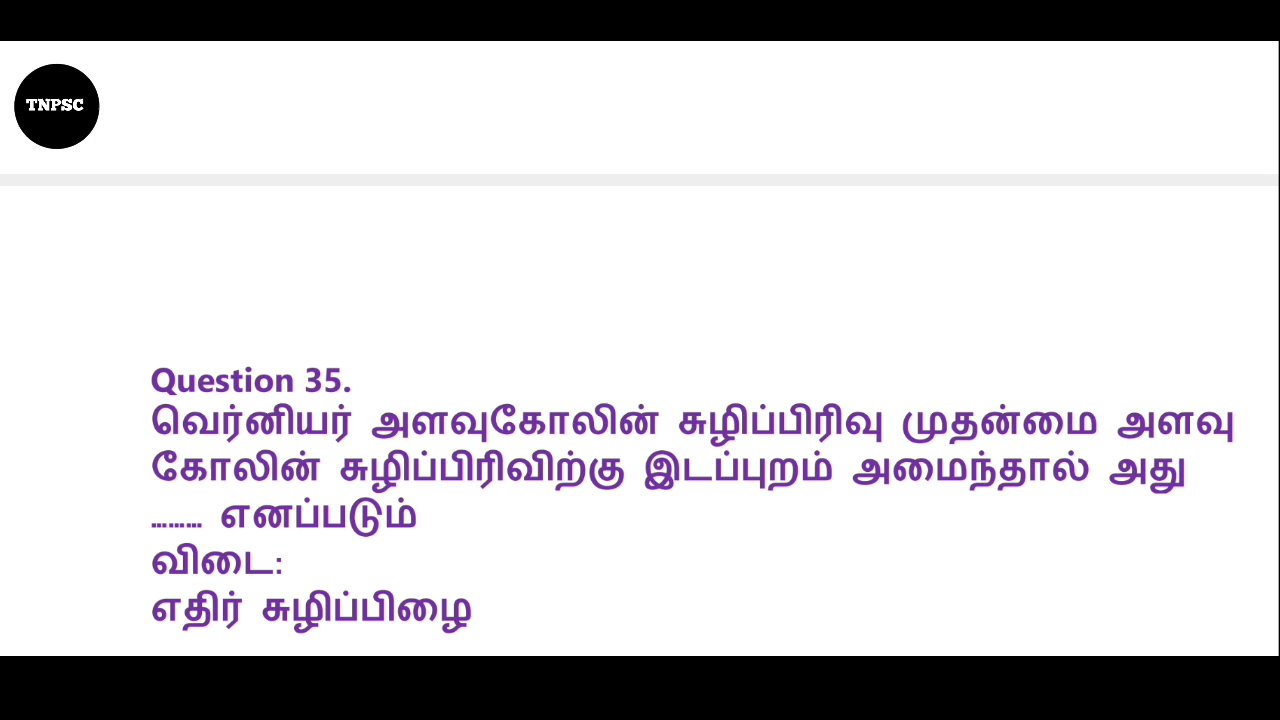 TNPSC
Question 35.
வெர்னியர் அளவுகோலின் சுழிப்பிரிவு முதன்மை அளவு
கோலின் சுழிப்பிரிவிற்கு இடப்புறம் அமைந்தால் அது
……… எனப்படும்
விடை:
எதிர் சுழிப்பிழை